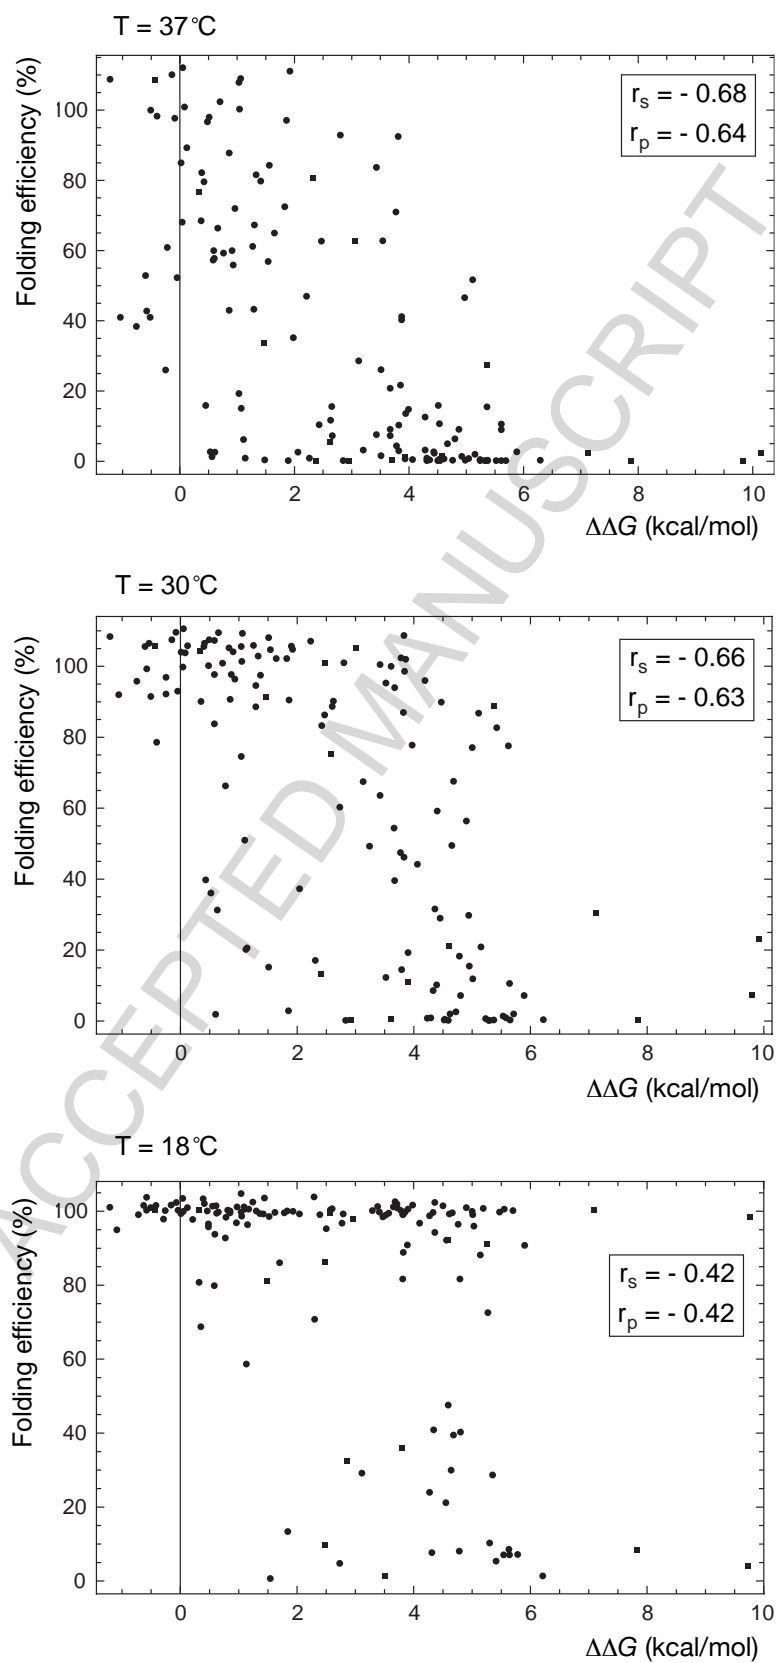 T = 37°C
Folding efficiency (%)
100
80
60
40
20
0
r_s = - 0.68
r_p = - 0.64
0 2 4 6 8 10
ΔΔG (kcal/mol)
T = 30°C
Folding efficiency (%)
100
80
60
40
20
0
r_s = - 0.66
r_p = - 0.63
0 2 4 6 8 10
ΔΔG (kcal/mol)
T = 18°C
Folding efficiency (%)
100
80
60
40
20
0
r_s = - 0.42
r_p = - 0.42
0 2 4 6 8 10
ΔΔG (kcal/mol)
ACCEPTED MANUSCRIPT